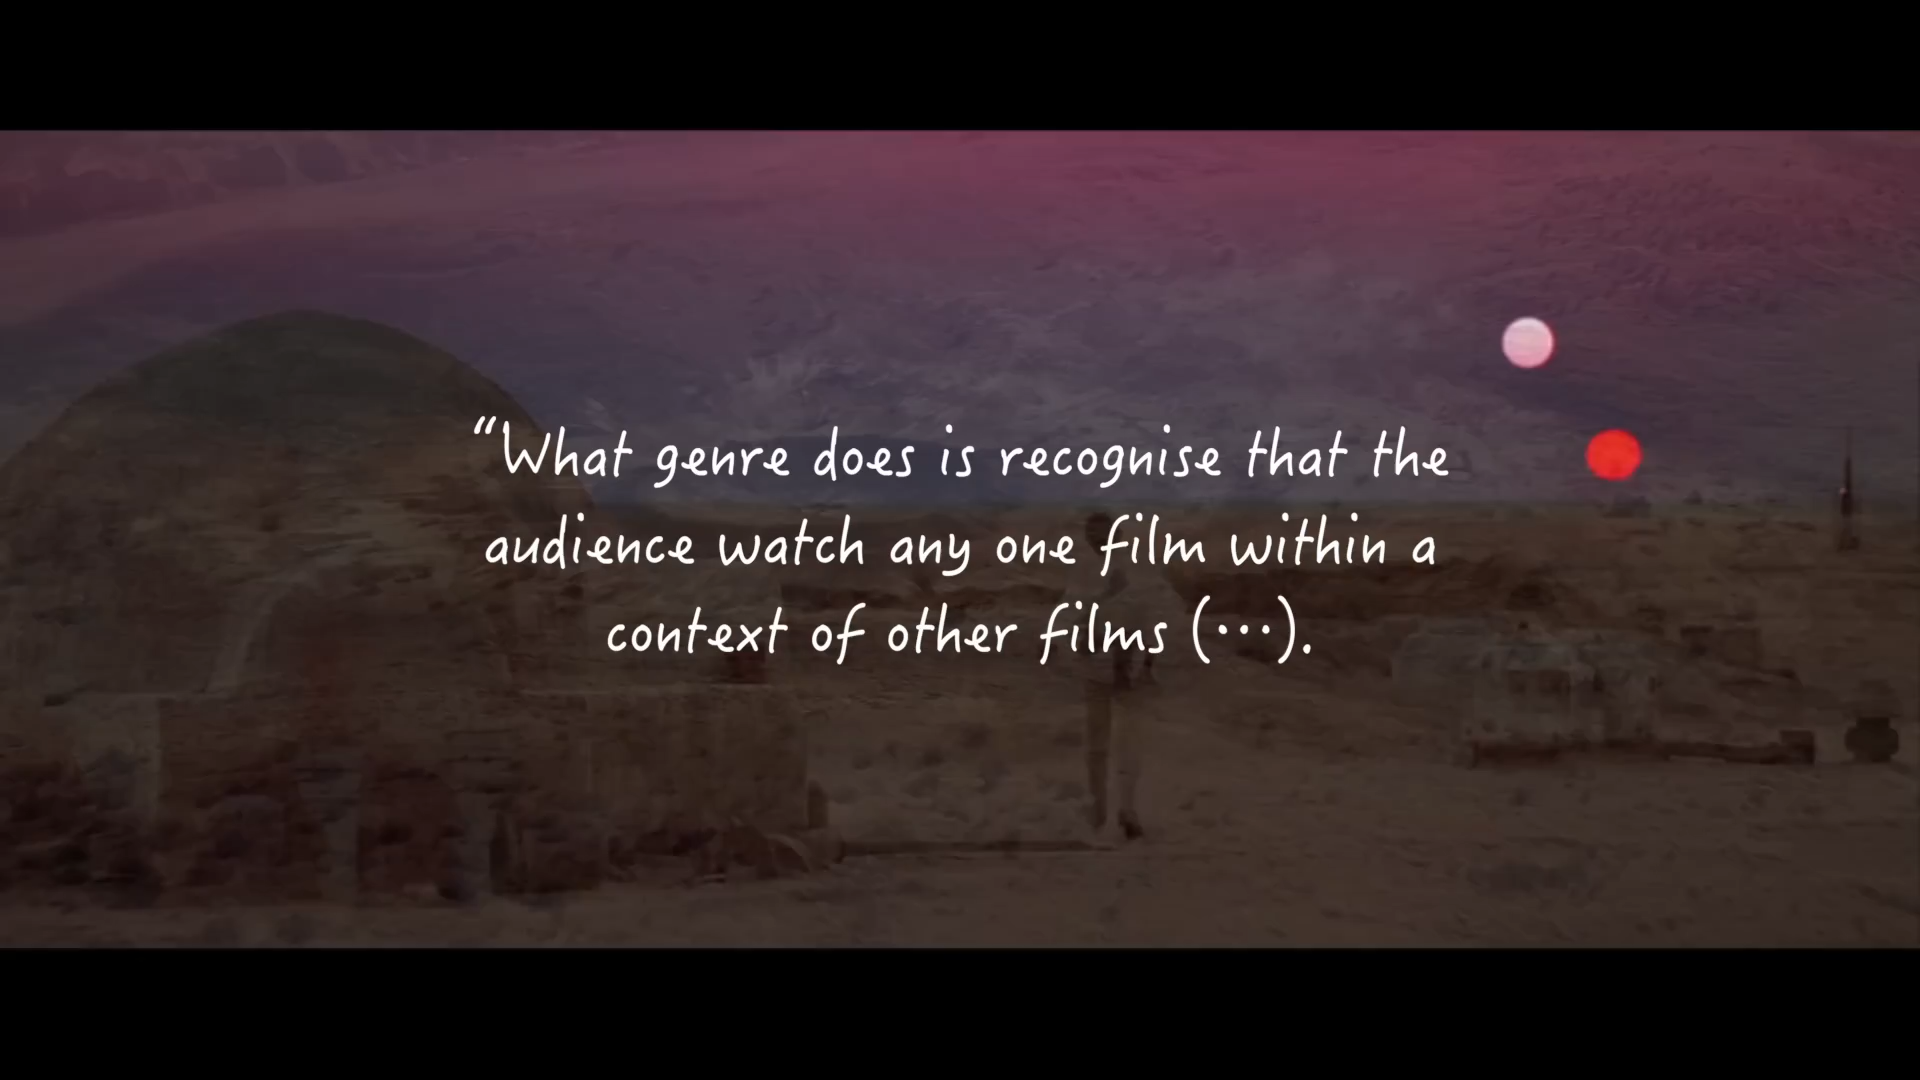 “What genre does is recognise that the
audience watch any one film within a
context of other films (···).